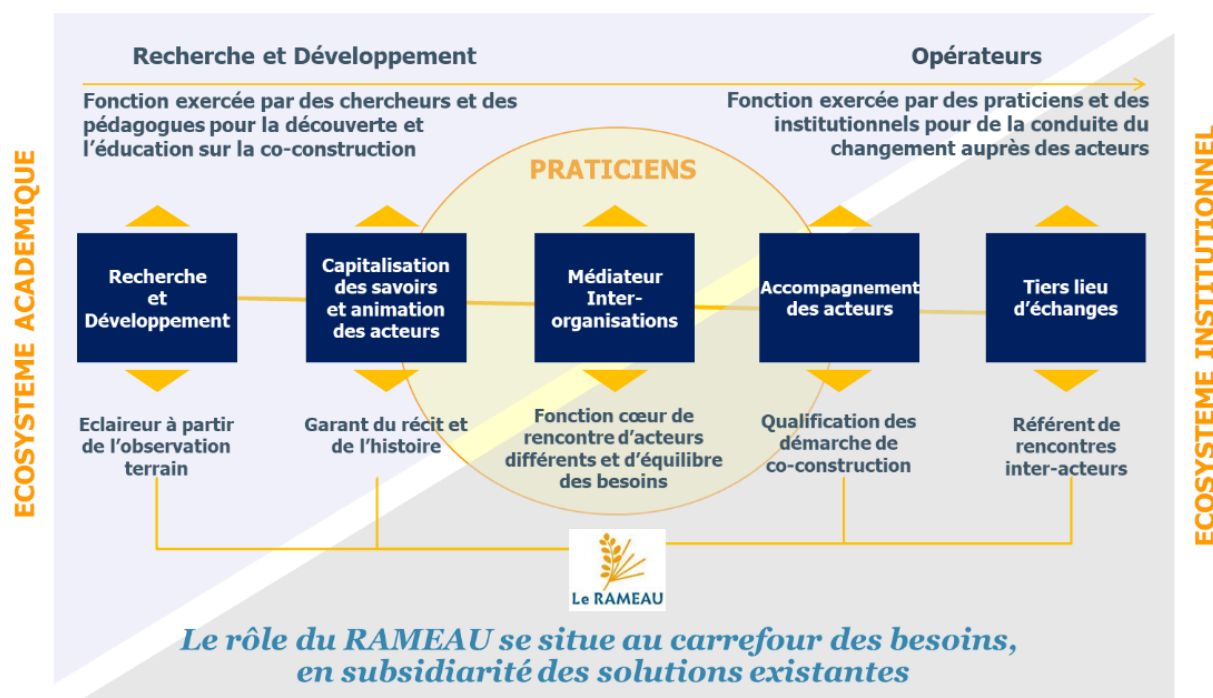 Recherche et Développement
Opérateurs
Fonction exercée par des chercheurs et des
pédagogues pour la découverte et
l'éducation sur la co-construction
Fonction exercée par des praticiens et des
institutionnels pour de la conduite du
changement auprès des acteurs
ECOSYSTEME ACADEMIQUE
PRATICIENS
ECOSYSTEME INSTITUTIONNEL
Recherche
et
Développement
Capitalisation
des savoirs
et animation
des acteurs
Médiateur
Inter-
organisations
Accompagnement
des acteurs
Tiers lieu
d'échanges
Eclaireur à partir
de l'observation
terrain
Garant du récit et
de l'histoire
Fonction cœur de
rencontre d'acteurs
différents et d'équilibre
des besoins
Qualification des
démarche de
co-construction
Référent de
rencontres
inter-acteurs
Le RAMEAU
Le rôle du RAMEAU se situe au carrefour des besoins,
en subsidiarité des solutions existantes